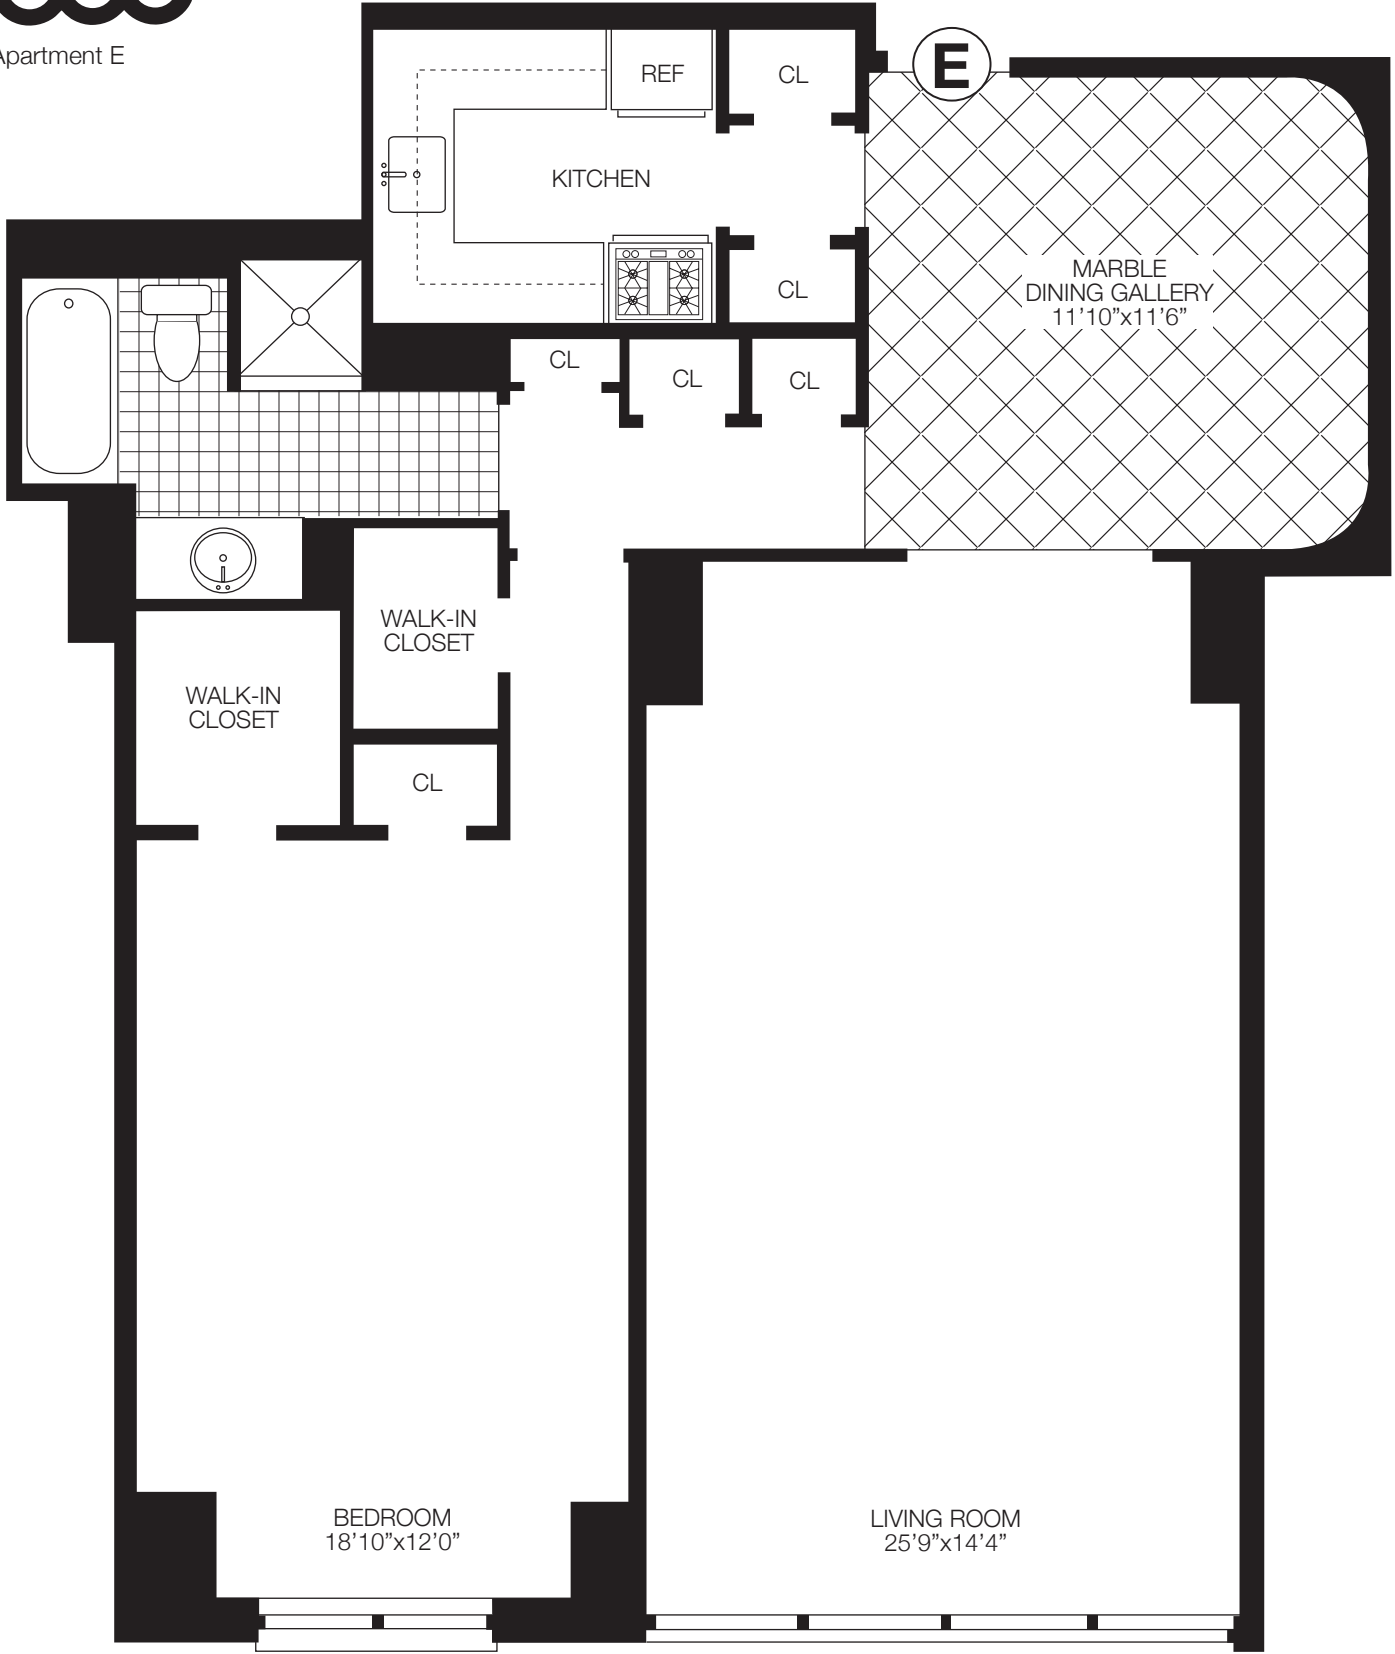 Apartment E
E
REF
CL
KITCHEN
CL
MARBLE
DINING GALLERY
11’10”x11’6”
CL
CL
CL
WALK-IN
CLOSET
WALK-IN
CLOSET
CL
BEDROOM
18’10”x12’0”
LIVING ROOM
25’9”x14’4”